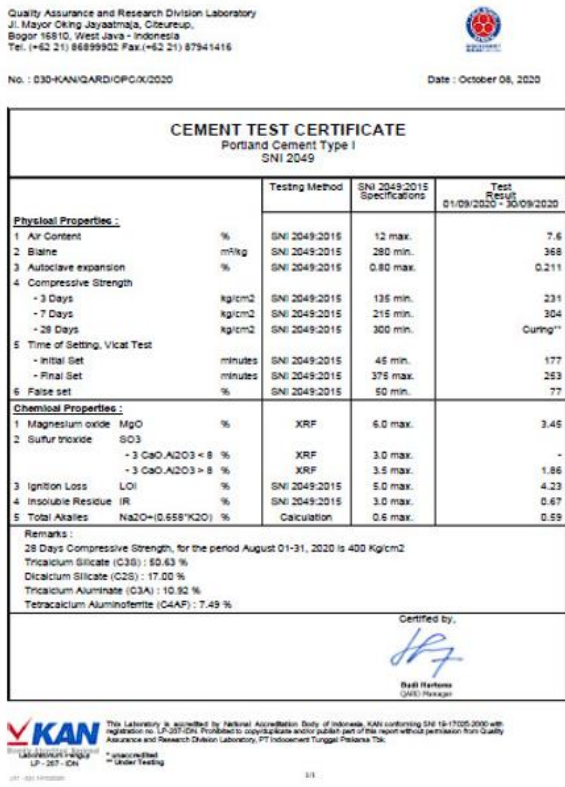 Quality Assurance and Research Division Laboratory
Jl. Mayor Oking Jayaatmaja, Citeureup,
Bogor 16810, West Java - Indonesia
Tel. (+62 21) 86899902 Fax.(+62 21) 87941416
No. : 030-KAN/QARD/OPC/X/2020 Date : October 08, 2020
CEMENT TEST CERTIFICATE
Portland Cement Type I
SNI 2049
Testing Method SNI 2049:2015 Specifications Test Result 01/09/2020 - 30/09/2020
Physical Properties :
1 Air Content % SNI 2049:2015 12 max. 7.6
2 Blaine m²/kg SNI 2049:2015 280 min. 368
3 Autoclave expansion % SNI 2049:2015 0.80 max. 0.211
4 Compressive Strength
- 3 Days kg/cm2 SNI 2049:2015 135 min. 231
- 7 Days kg/cm2 SNI 2049:2015 215 min. 304
- 28 Days kg/cm2 SNI 2049:2015 300 min. Curing**
5 Time of Setting, Vicat Test
- Initial Set minutes SNI 2049:2015 45 min. 177
- Final Set minutes SNI 2049:2015 375 max. 253
6 False set % SNI 2049:2015 50 min. 77
Chemical Properties :
1 Magnesium oxide MgO % XRF 6.0 max. 3.45
2 Sulfur trioxide SO3
- 3 CaO.Al2O3 < 8 % XRF 3.0 max. -
- 3 CaO.Al2O3 > 8 % XRF 3.5 max. 1.86
3 Ignition Loss LOI % SNI 2049:2015 5.0 max. 4.23
4 Insoluble Residue IR % SNI 2049:2015 3.0 max. 0.67
5 Total Alkalies Na2O+(0.658*K2O) % Calculation 0.6 max. 0.59
Remarks :
28 Days Compressive Strength, for the period August 01-31, 2020 is 400 Kg/cm2
Tricalcium Silicate (C3S) : 50.63 %
Dicalcium Silicate (C2S) : 17.00 %
Tricalcium Aluminate (C3A) : 10.92 %
Tetracalcium Aluminoferrite (C4AF) : 7.49 %
Certified by,
Budi Hartono
QARD Manager
KAN
Laboratorium Penguji
LP - 267 - IDN
This Laboratory is accredited by National Accreditation Body of Indonesia, KAN conforming SNI 19-17025-2000 with
registration no. LP-267-IDN. Prohibited to copy/duplicate and/or publish part of this report without permission from Quality
Assurance and Research Division Laboratory, PT Indocement Tunggal Prakarsa Tbk.
* unaccredited
** Under Testing
1/1